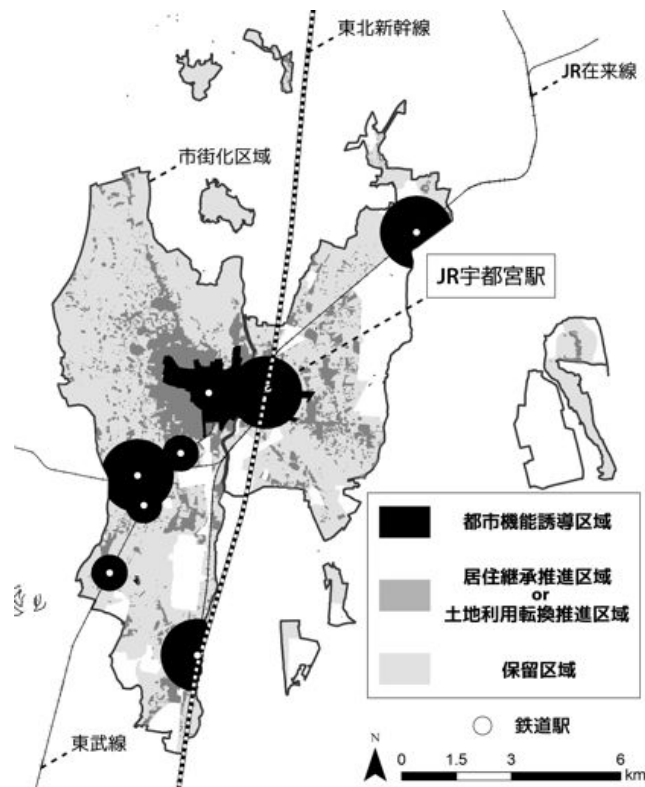 東北新幹線
JR在来線
市街化区域
JR宇都宮駅
都市機能誘導区域
居住継承推進区域
or
土地利用転換推進区域
保留区域
鉄道駅
東武線
N
0 1.5 3 6
km